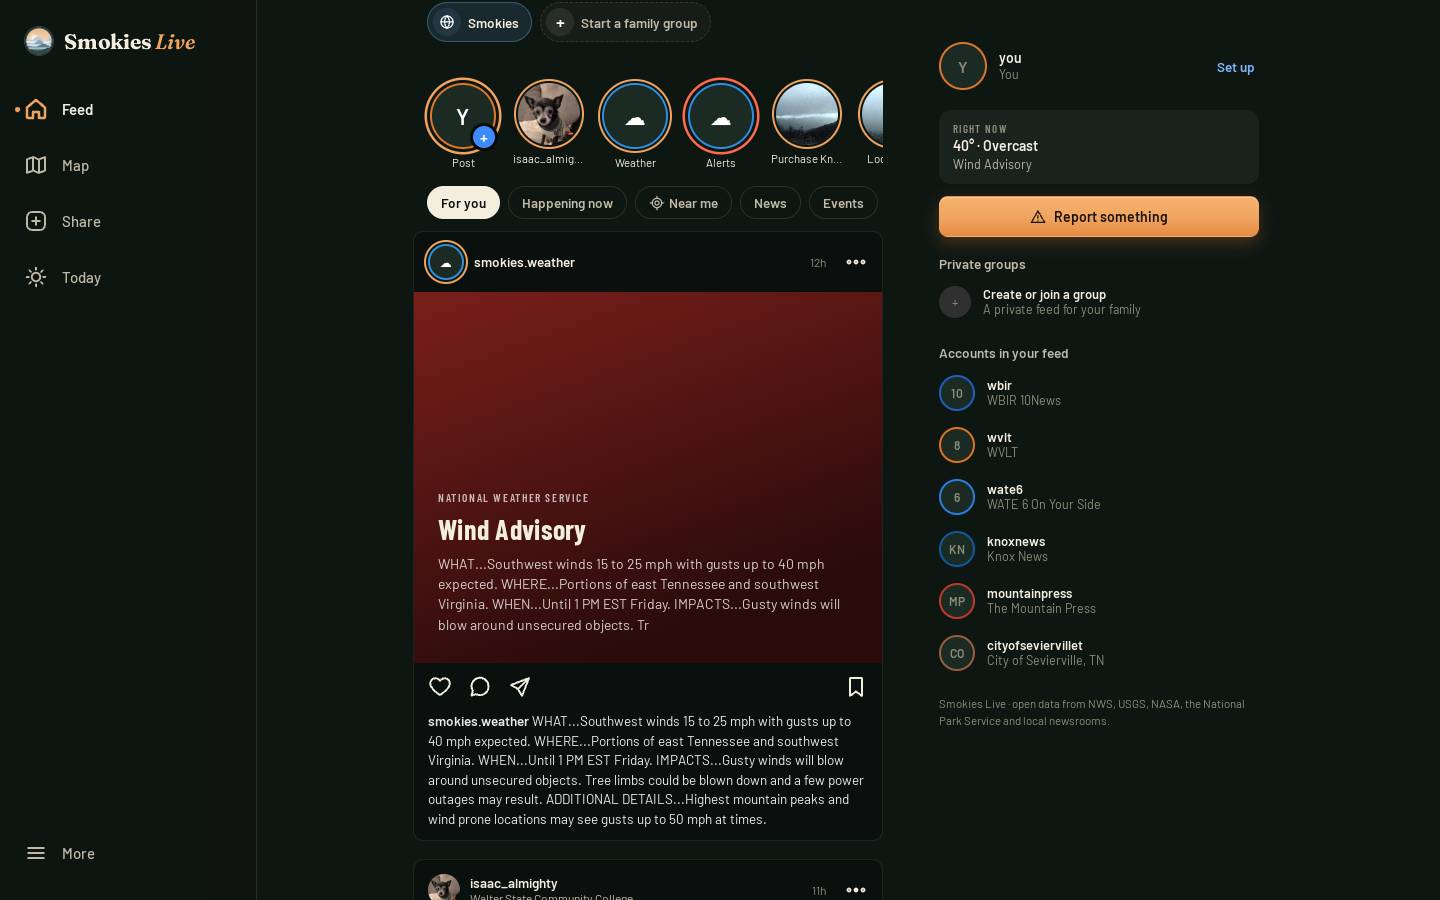 Smokies Live
Feed
Map
Share
Today
More
Smokies
+ Start a family group
Y
+
Post
isaac_almig...
Weather
Alerts
Purchase Kn...
Loc
For you
Happening now
Near me
News
Events
smokies.weather
12h
NATIONAL WEATHER SERVICE
Wind Advisory
WHAT...Southwest winds 15 to 25 mph with gusts up to 40 mph
expected. WHERE...Portions of east Tennessee and southwest
Virginia. WHEN...Until 1 PM EST Friday. IMPACTS...Gusty winds will
blow around unsecured objects. Tr
smokies.weather WHAT...Southwest winds 15 to 25 mph with gusts up to
40 mph expected. WHERE...Portions of east Tennessee and southwest
Virginia. WHEN...Until 1 PM EST Friday. IMPACTS...Gusty winds will blow
around unsecured objects. Tree limbs could be blown down and a few power
outages may result. ADDITIONAL DETAILS...Highest mountain peaks and
wind prone locations may see gusts up to 50 mph at times.
isaac_almighty
11h
Walter State Community College
Y
you
You
Set up
RIGHT NOW
40° · Overcast
Wind Advisory
Report something
Private groups
+
Create or join a group
A private feed for your family
Accounts in your feed
10
wbir
WBIR 10News
8
wvlt
WVLT
6
wate6
WATE 6 On Your Side
KN
knoxnews
Knox News
MP
mountainpress
The Mountain Press
CO
cityofseviervillet
City of Sevierville, TN
Smokies Live · open data from NWS, USGS, NASA, the National
Park Service and local newsrooms.